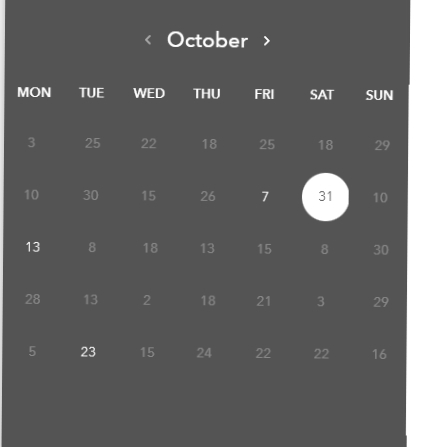 ‹ October ›
MON TUE WED THU FRI SAT SUN
3 25 22 18 25 18 29
10 30 15 26 7 31 10
13 8 18 13 15 8 30
28 13 2 18 21 3 29
5 23 15 24 22 22 16